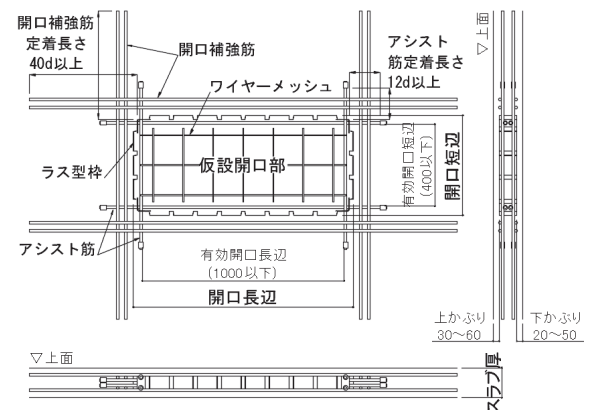 開口補強筋
定着長さ
40d以上
開口補強筋
アシスト
筋定着長さ
12d以上
▽上面
ワイヤーメッシュ
ラス型枠
仮設開口部
有効開口短辺
(400以下)
開口短辺
アシスト筋
有効開口長辺
(1000以下)
開口長辺
上かぶり
30〜60
下かぶり
20〜50
▽上面
スラブ厚